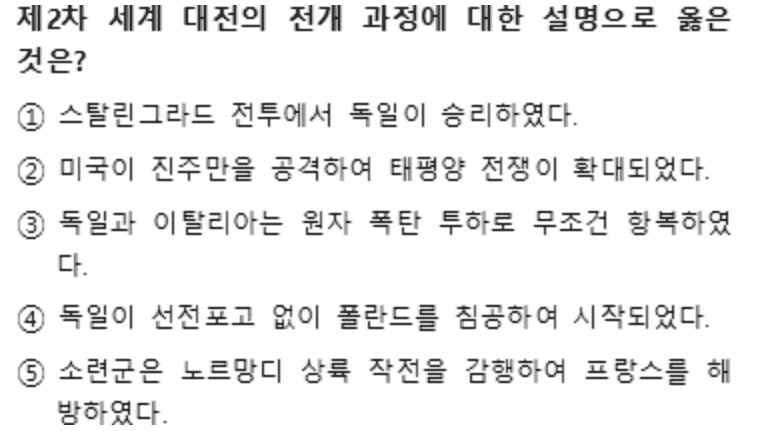 제2차 세계 대전의 전개 과정에 대한 설명으로 옳은
것은?
① 스탈린그라드 전투에서 독일이 승리하였다.
② 미국이 진주만을 공격하여 태평양 전쟁이 확대되었다.
③ 독일과 이탈리아는 원자 폭탄 투하로 무조건 항복하였
다.
④ 독일이 선전포고 없이 폴란드를 침공하여 시작되었다.
⑤ 소련군은 노르망디 상륙 작전을 감행하여 프랑스를 해
방하였다.